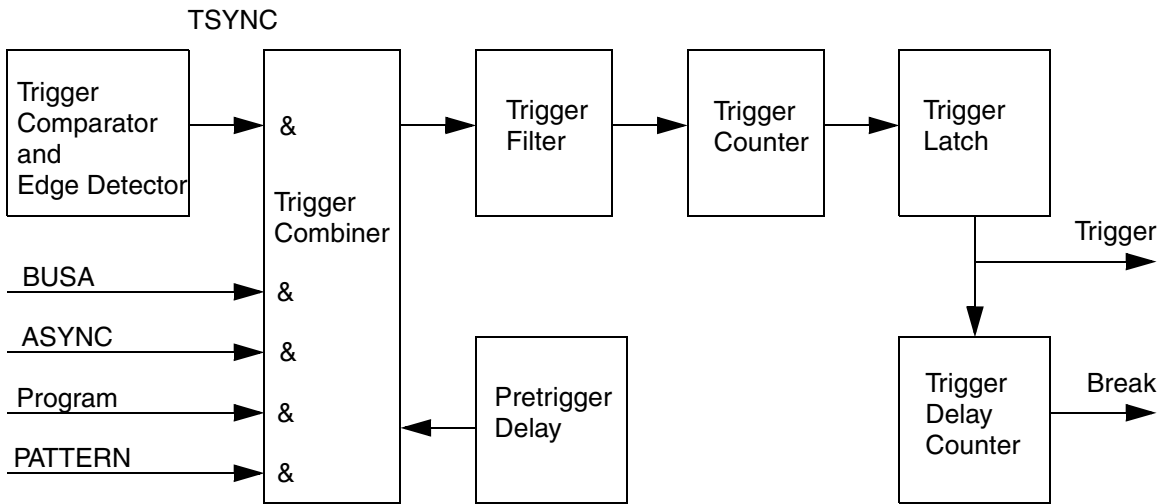 TSYNC
Trigger
Comparator
and
Edge Detector
&
Trigger
Combiner
Trigger
Filter
Trigger
Counter
Trigger
Latch
Trigger
BUSA
&
ASYNC
&
Program
&
PATTERN
&
Pretrigger
Delay
Trigger
Delay
Counter
Break